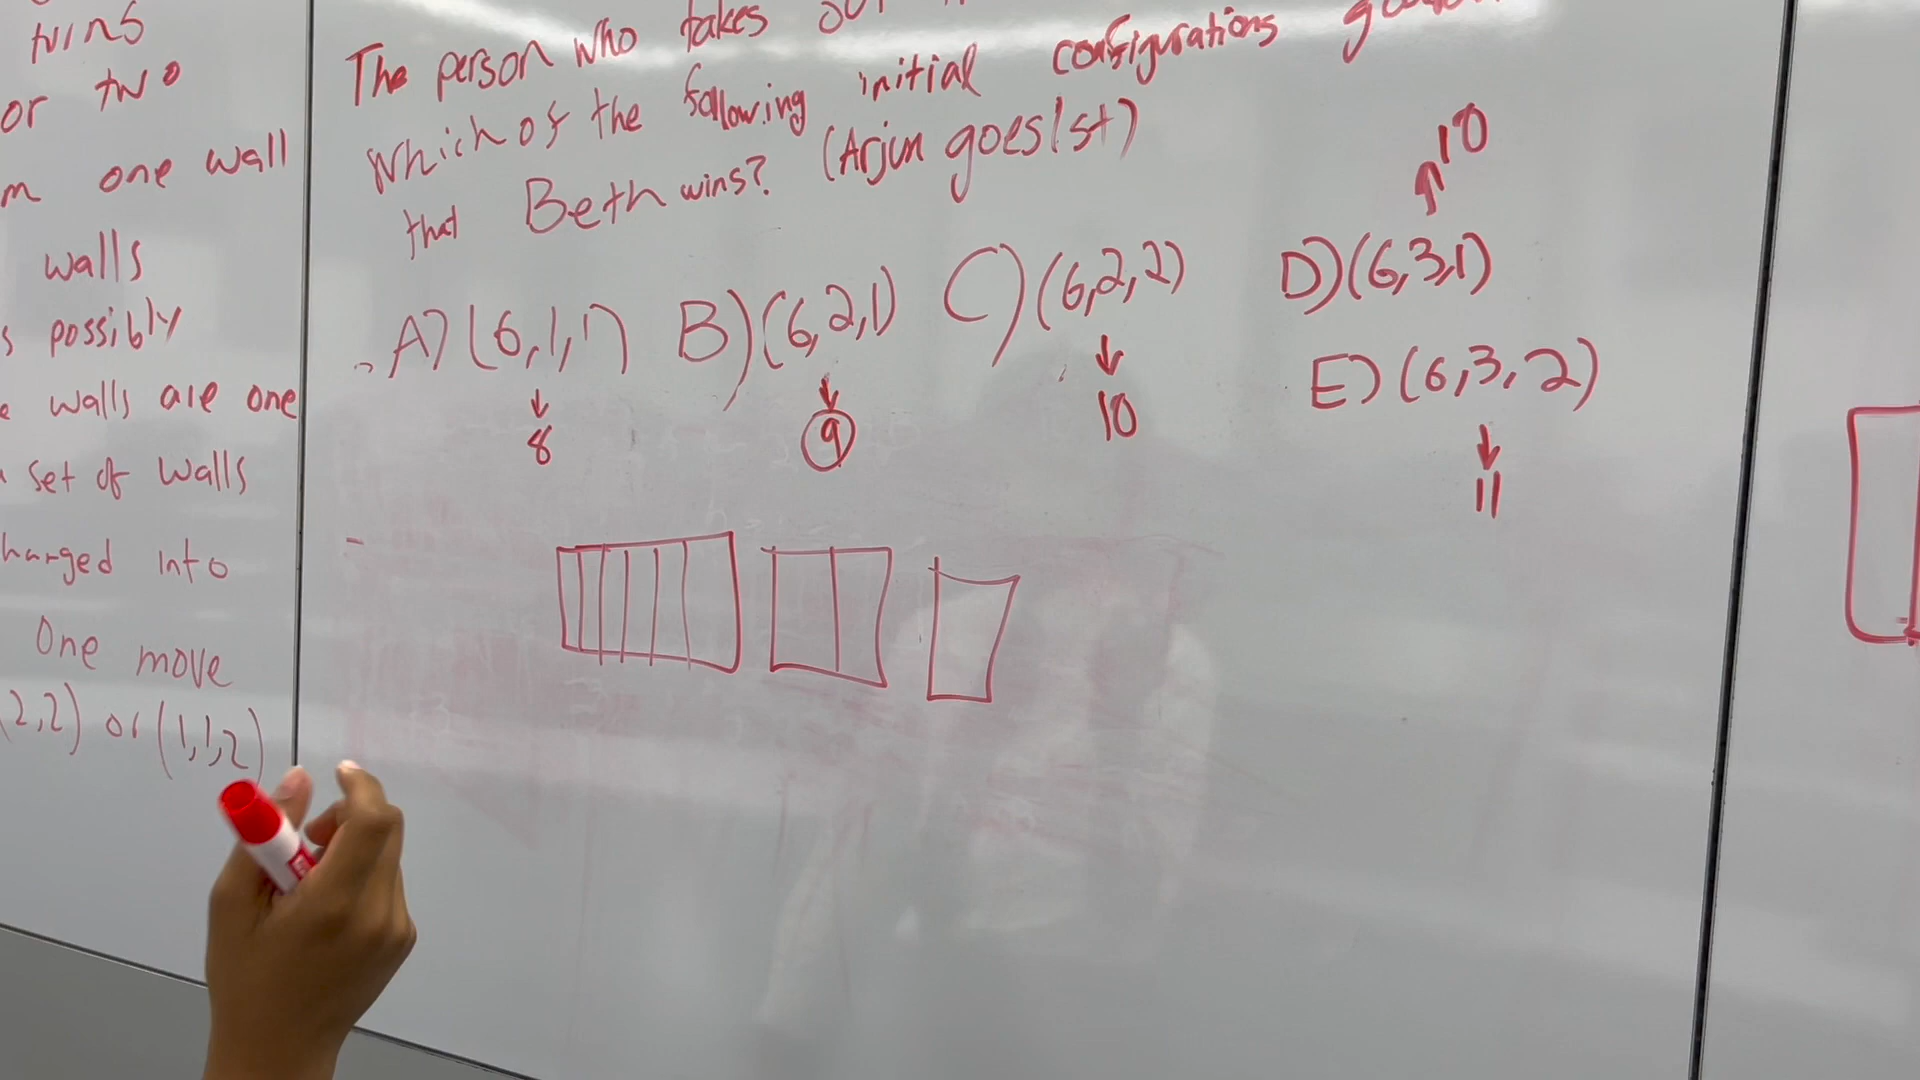 wins
or two
one wall
walls
possibly
walls are one
set of walls
into
One move
2,2) or (1,1,2)
The person who takes
Which of the following initial configurations
that Beth wins? (Arjun goes 1st)
A) (6,1,1) B) (6,2,1) C) (6,2,2) D) (6,3,1)
8
9
10
10
E) (6,3,2)
11